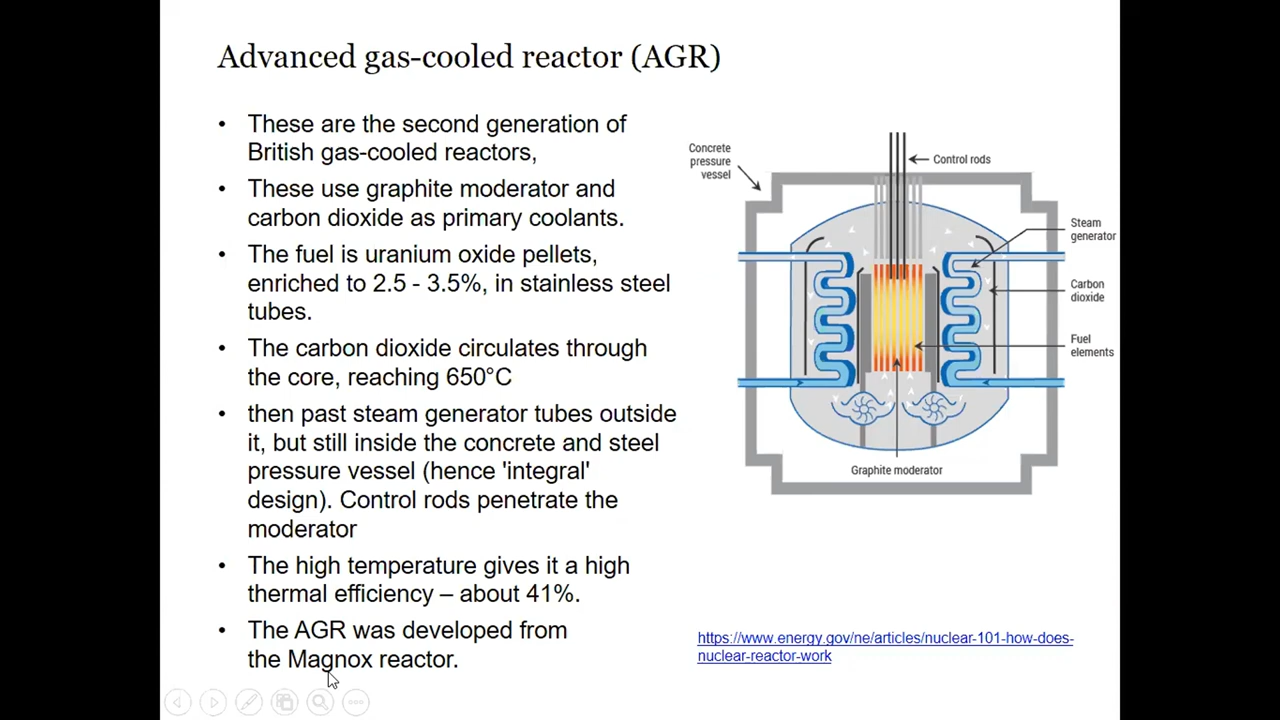 Advanced gas-cooled reactor (AGR)
• These are the second generation of
British gas-cooled reactors,
• These use graphite moderator and
carbon dioxide as primary coolants.
• The fuel is uranium oxide pellets,
enriched to 2.5 - 3.5%, in stainless steel
tubes.
• The carbon dioxide circulates through
the core, reaching 650°C
• then past steam generator tubes outside
it, but still inside the concrete and steel
pressure vessel (hence 'integral'
design). Control rods penetrate the
moderator
• The high temperature gives it a high
thermal efficiency – about 41%.
• The AGR was developed from
the Magnox reactor.
Concrete
pressure
vessel
Control rods
Steam
generator
Carbon
dioxide
Fuel
elements
Graphite moderator
https://www.energy.gov/ne/articles/nuclear-101-how-does-
nuclear-reactor-work